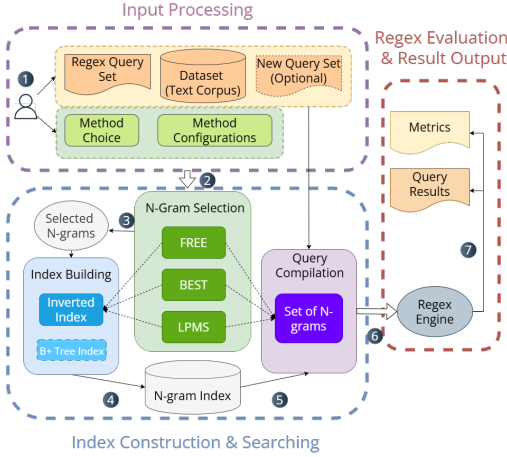 Input Processing
Regex Evaluation
& Result Output
1
Regex Query
Set
Dataset
(Text Corpus)
New Query Set
(Optional)
Method
Choice
Method
Configurations
Metrics
Query
Results
2
Selected
N-grams
3
N-Gram Selection
FREE
BEST
LPMS
Index Building
Inverted
Index
B+ Tree Index
Query
Compilation
Set of N-
grams
Regex
Engine
7
6
4
N-gram Index
5
Index Construction & Searching